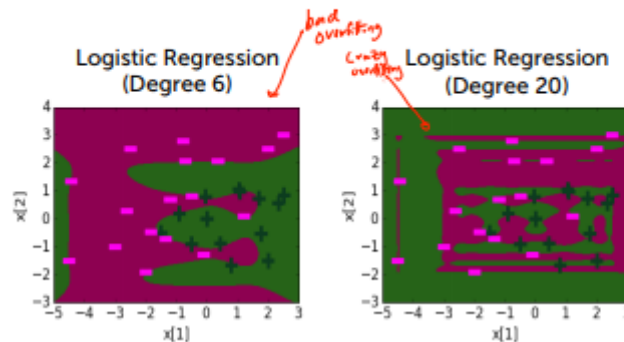 bad
overfitting
crazy
overfitting
Logistic Regression
(Degree 6)
Logistic Regression
(Degree 20)
x[2]
4
3
2
1
0
-1
-2
-3
-5 -4 -3 -2 -1 0 1 2 3
x[1]
x[2]
4
3
2
1
0
-1
-2
-3
-5 -4 -3 -2 -1 0 1 2 3
x[1]